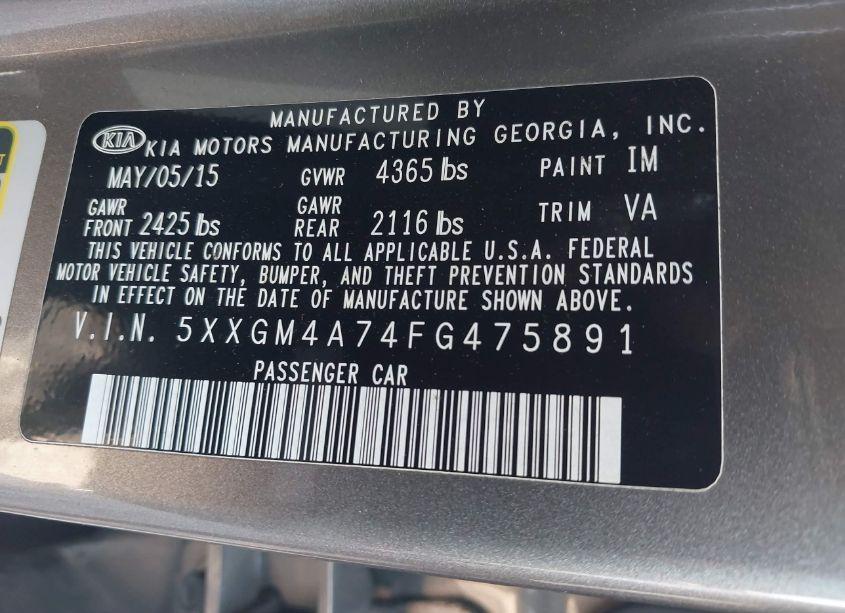 MANUFACTURED BY
KIA KIA MOTORS MANUFACTURING GEORGIA, INC.
MAY/05/15 GVWR 4365 lbs PAINT IM
GAWR FRONT 2425 lbs GAWR REAR 2116 lbs TRIM VA
THIS VEHICLE CONFORMS TO ALL APPLICABLE U.S.A. FEDERAL
MOTOR VEHICLE SAFETY, BUMPER, AND THEFT PREVENTION STANDARDS
IN EFFECT ON THE DATE OF MANUFACTURE SHOWN ABOVE.
V.I.N. 5XXGM4A74FG475891
PASSENGER CAR